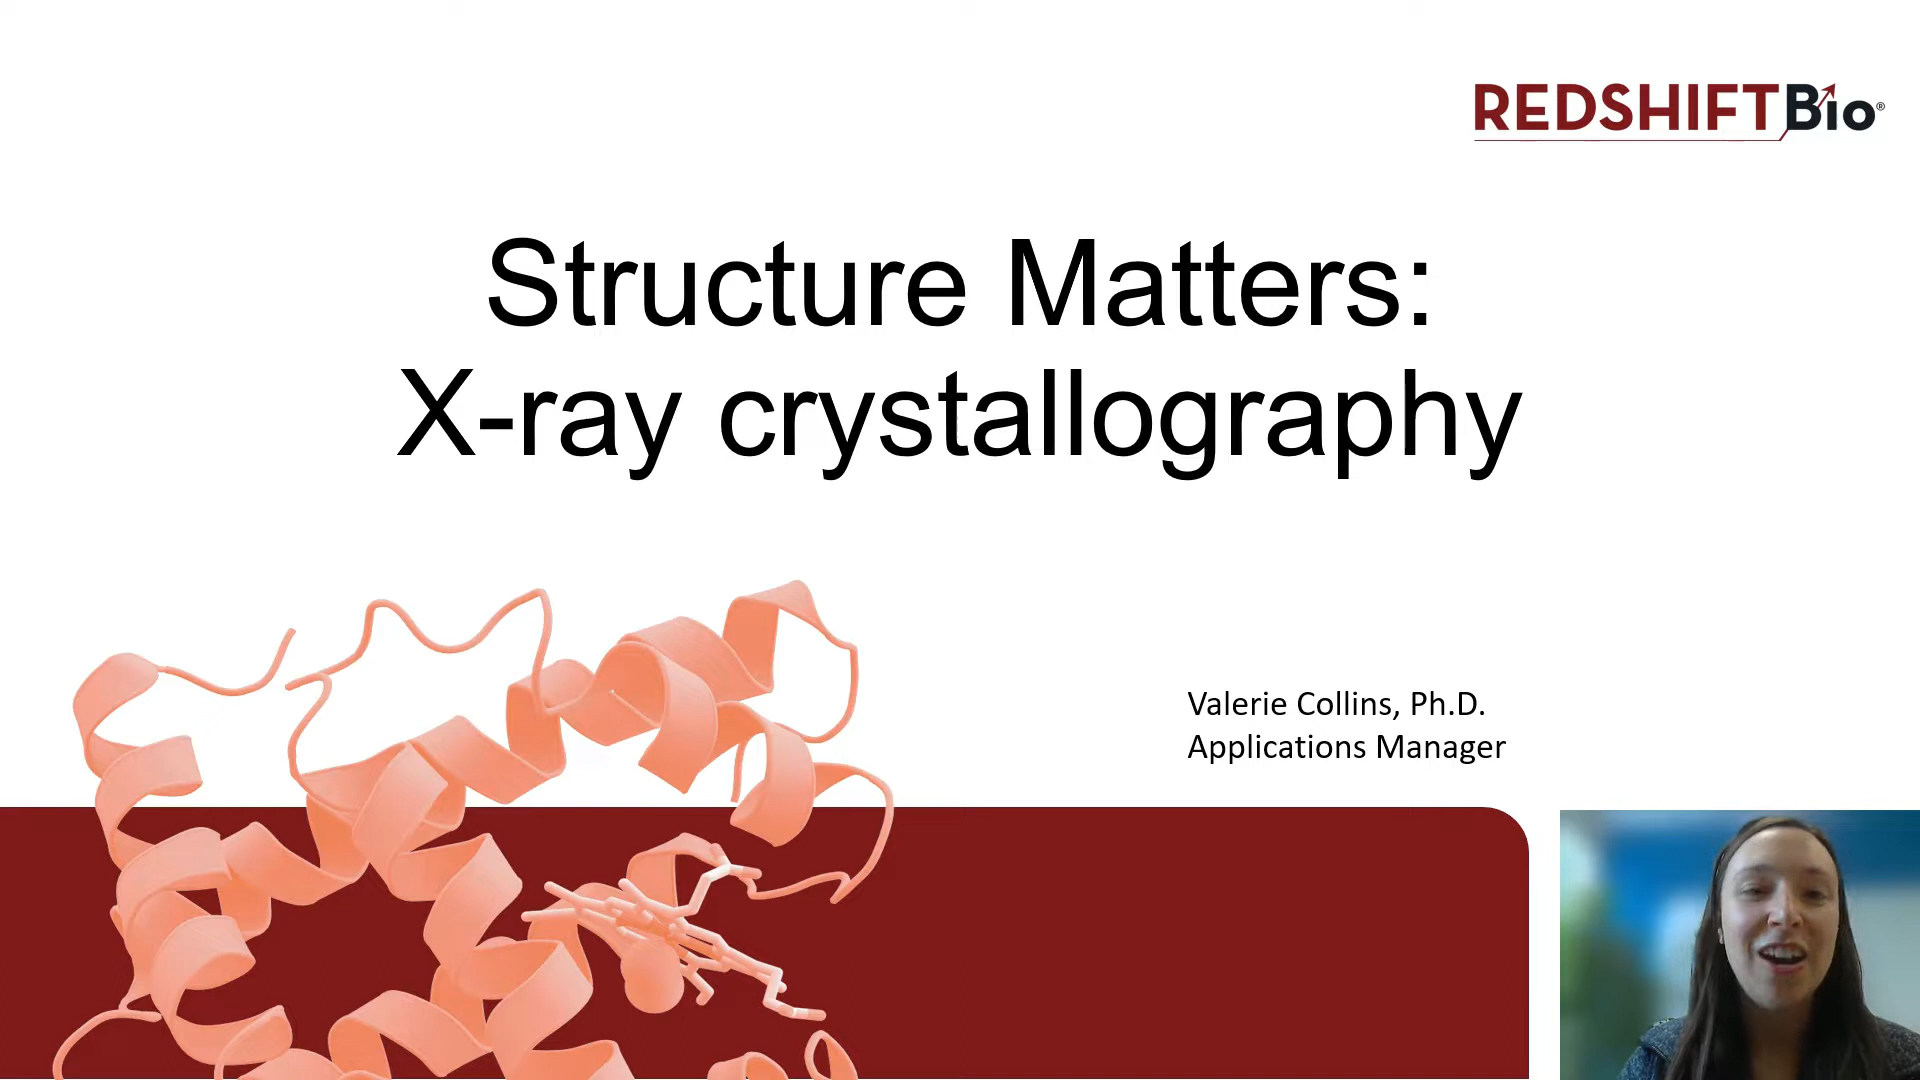 REDSHIFTBio®
Structure Matters:
X-ray crystallography
Valerie Collins, Ph.D.
Applications Manager